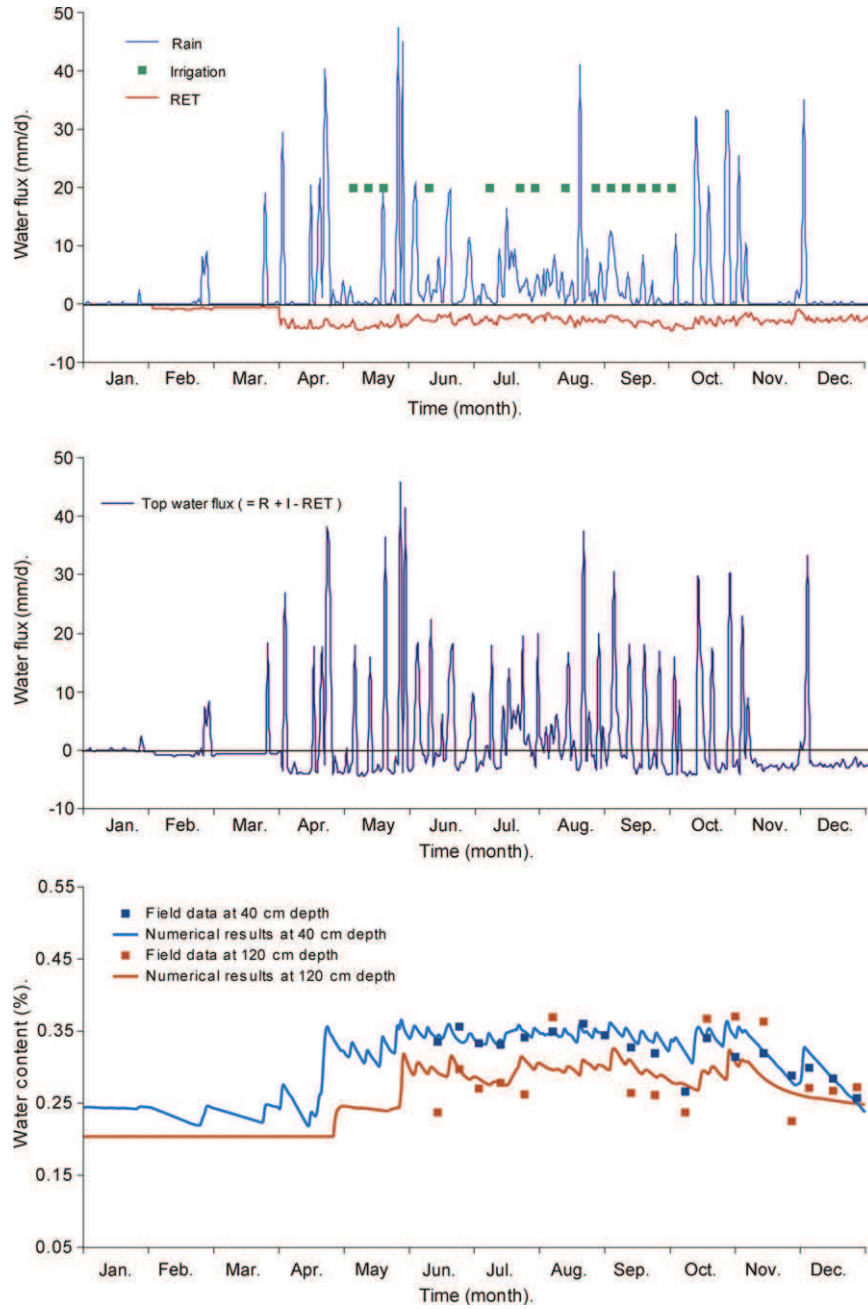 50
40
30
20
10
0
-10
Water flux (mm/d).
Rain
Irrigation
RET
Jan. Feb. Mar. Apr. May Jun. Jul. Aug. Sep. Oct. Nov. Dec.
Time (month).
50
40
30
20
10
0
-10
Water flux (mm/d).
Top water flux ( = R + I - RET )
Jan. Feb. Mar. Apr. May Jun. Jul. Aug. Sep. Oct. Nov. Dec.
Time (month).
0.55
0.45
0.35
0.25
0.15
0.05
Water content (%).
Field data at 40 cm depth
Numerical results at 40 cm depth
Field data at 120 cm depth
Numerical results at 120 cm depth
Jan. Feb. Mar. Apr. May Jun. Jul. Aug. Sep. Oct. Nov. Dec.
Time (month).